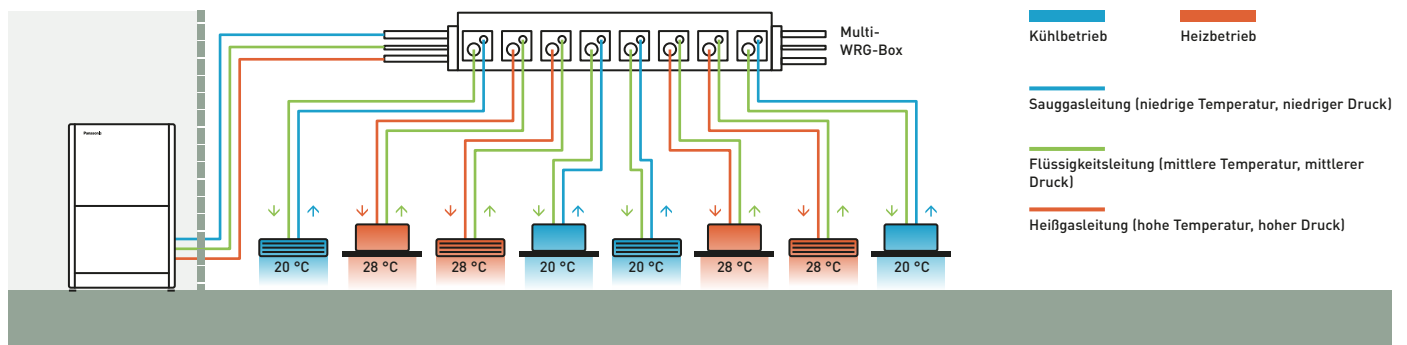 Multi-
WRG-Box
Kühlbetrieb
Heizbetrieb
Sauggasleitung (niedrige Temperatur, niedriger Druck)
Flüssigkeitsleitung (mittlere Temperatur, mittlerer
Druck)
Heißgasleitung (hohe Temperatur, hoher Druck)
Panasonic
20 °C
28 °C
28 °C
20 °C
20 °C
28 °C
28 °C
20 °C